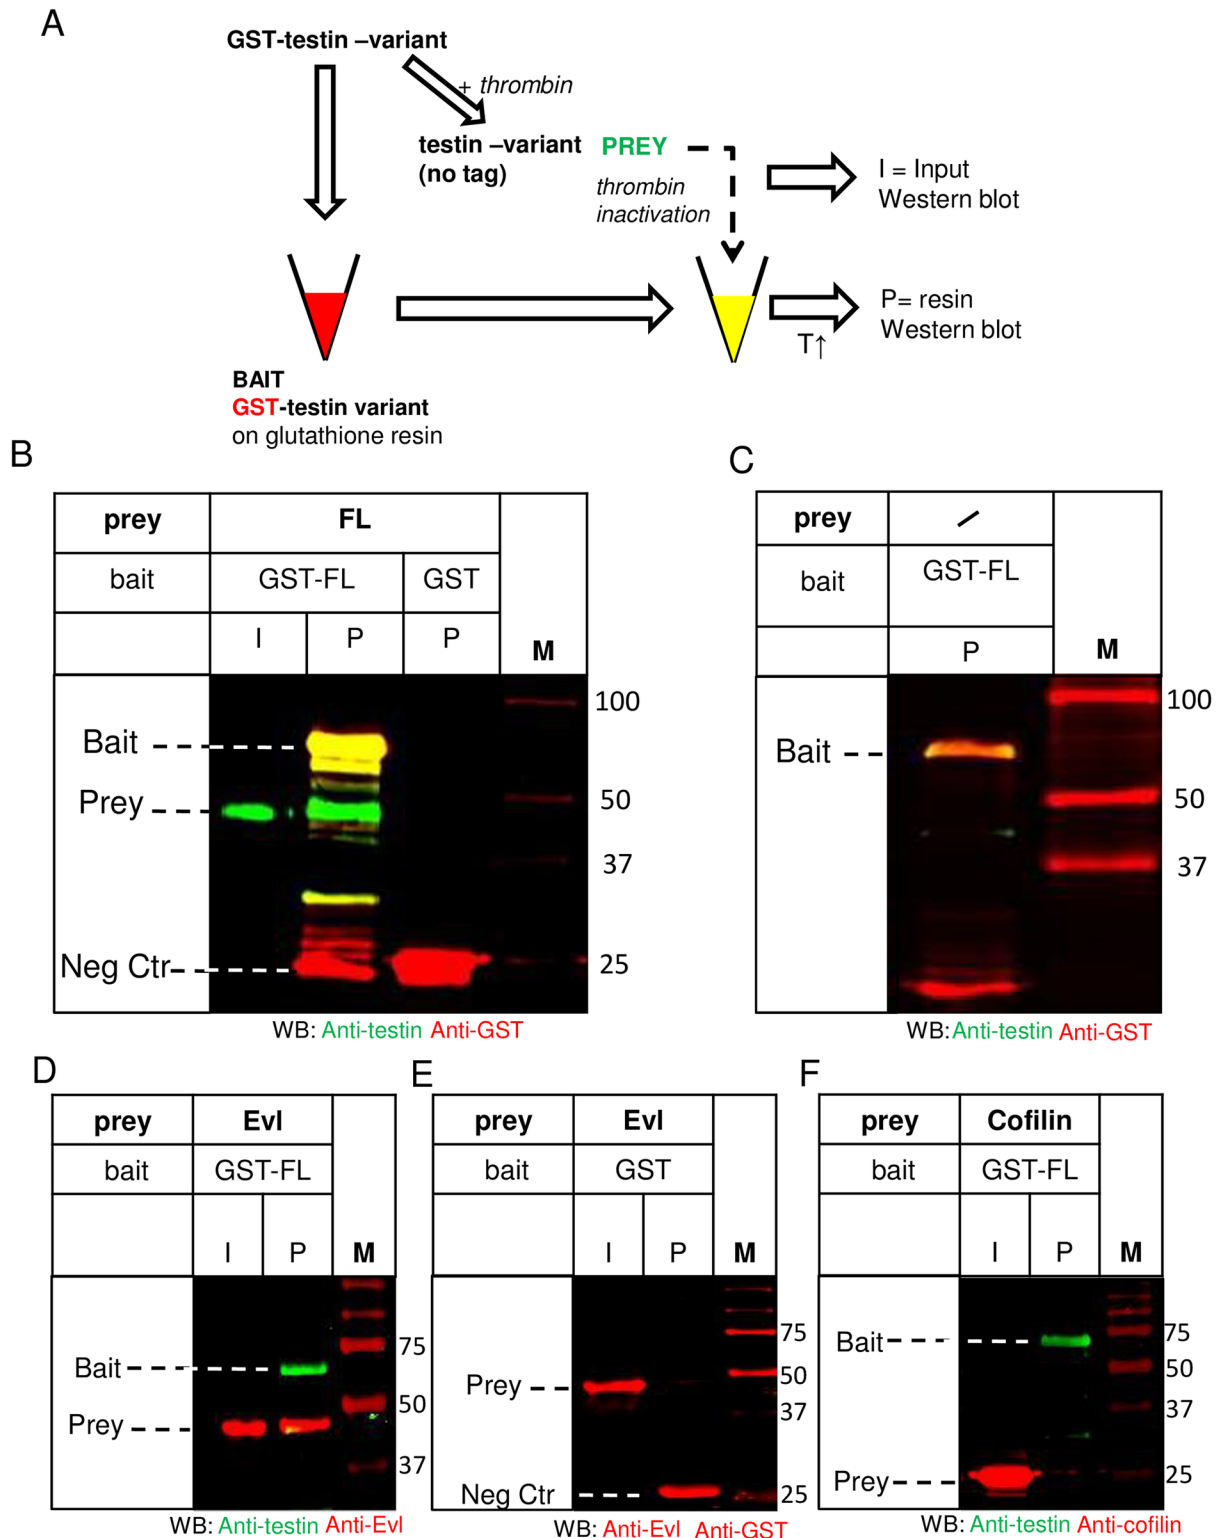 A
GST-testin –variant
+ thrombin
testin –variant PREY
(no tag)
thrombin
inactivation
I = Input
Western blot
P= resin
Western blot
T↑
BAIT
GST-testin variant
on glutathione resin
B
prey FL
bait GST-FL GST
I P P M
Bait
Prey
Neg Ctr
100
50
37
25
WB: Anti-testin Anti-GST
C
prey –
bait GST-FL
P M
Bait
100
50
37
WB:Anti-testin Anti-GST
D
prey Evl
bait GST-FL
I P M
Bait
Prey
75
50
37
WB: Anti-testin Anti-Evl
E
prey Evl
bait GST
I P M
Prey
Neg Ctr
75
50
37
25
WB: Anti-Evl Anti-GST
F
prey Cofilin
bait GST-FL
I P M
Bait
Prey
75
50
37
25
WB: Anti-testin Anti-cofilin